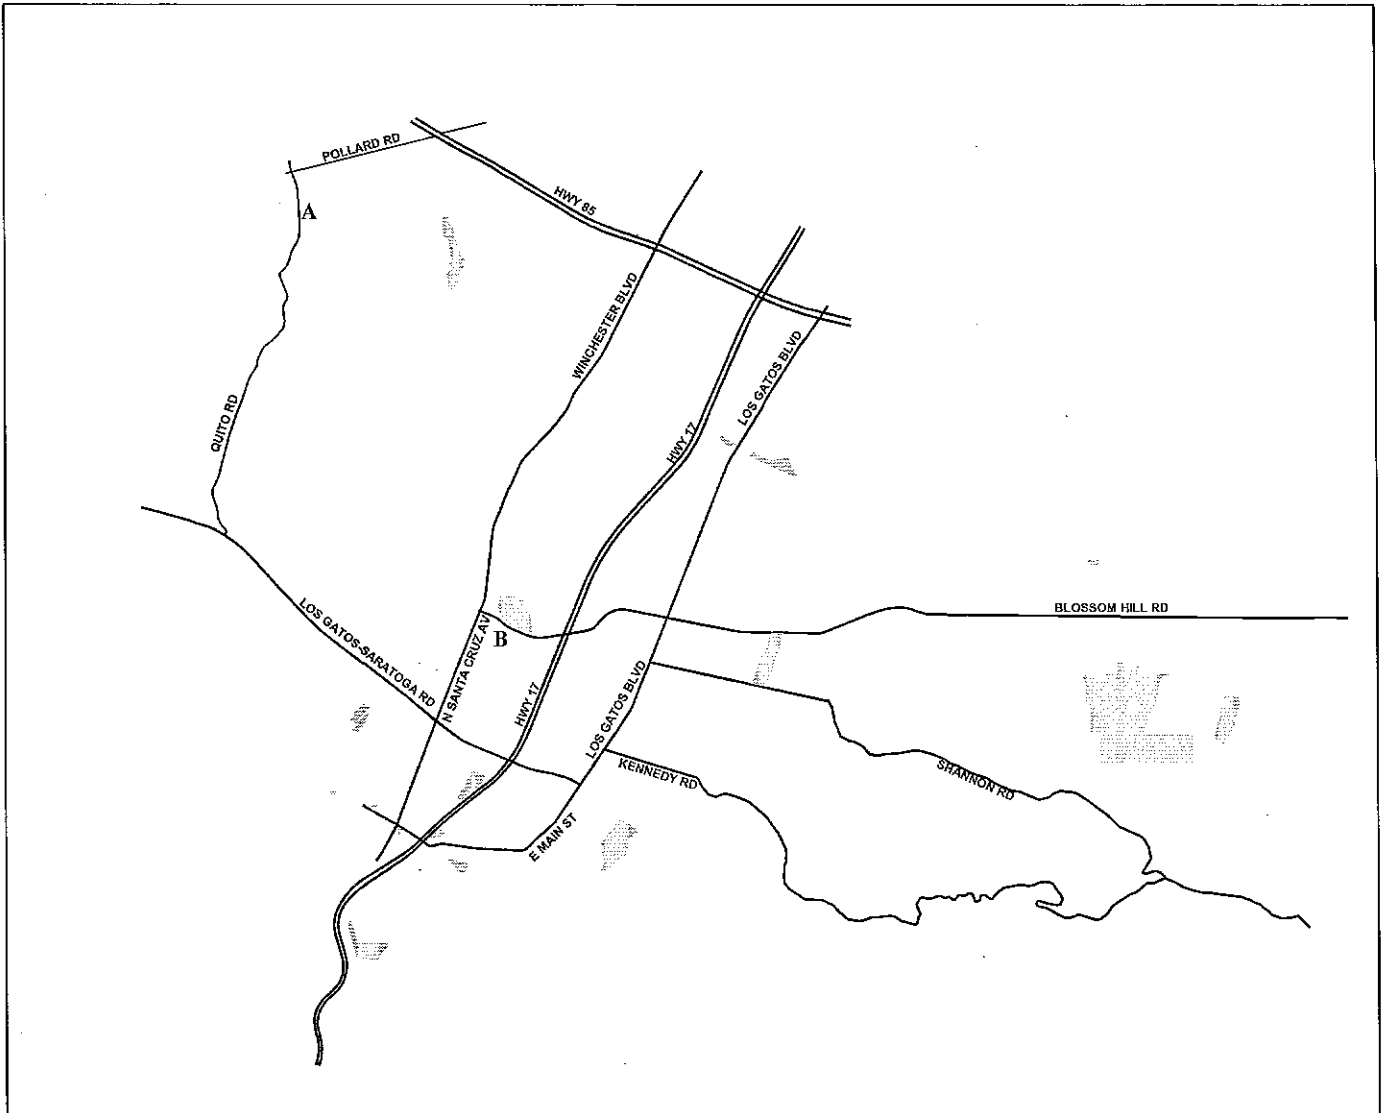 POLLARD RD
HWY 85
A
WINCHESTER BLVD
LOS GATOS BLVD
QUITO RD
HWY 17
BLOSSOM HILL RD
LOS GATOS-SARATOGA RD
N SANTA CRUZ AV
B
HWY 17
LOS GATOS BLVD
KENNEDY RD
SHANNON RD
E MAIN ST